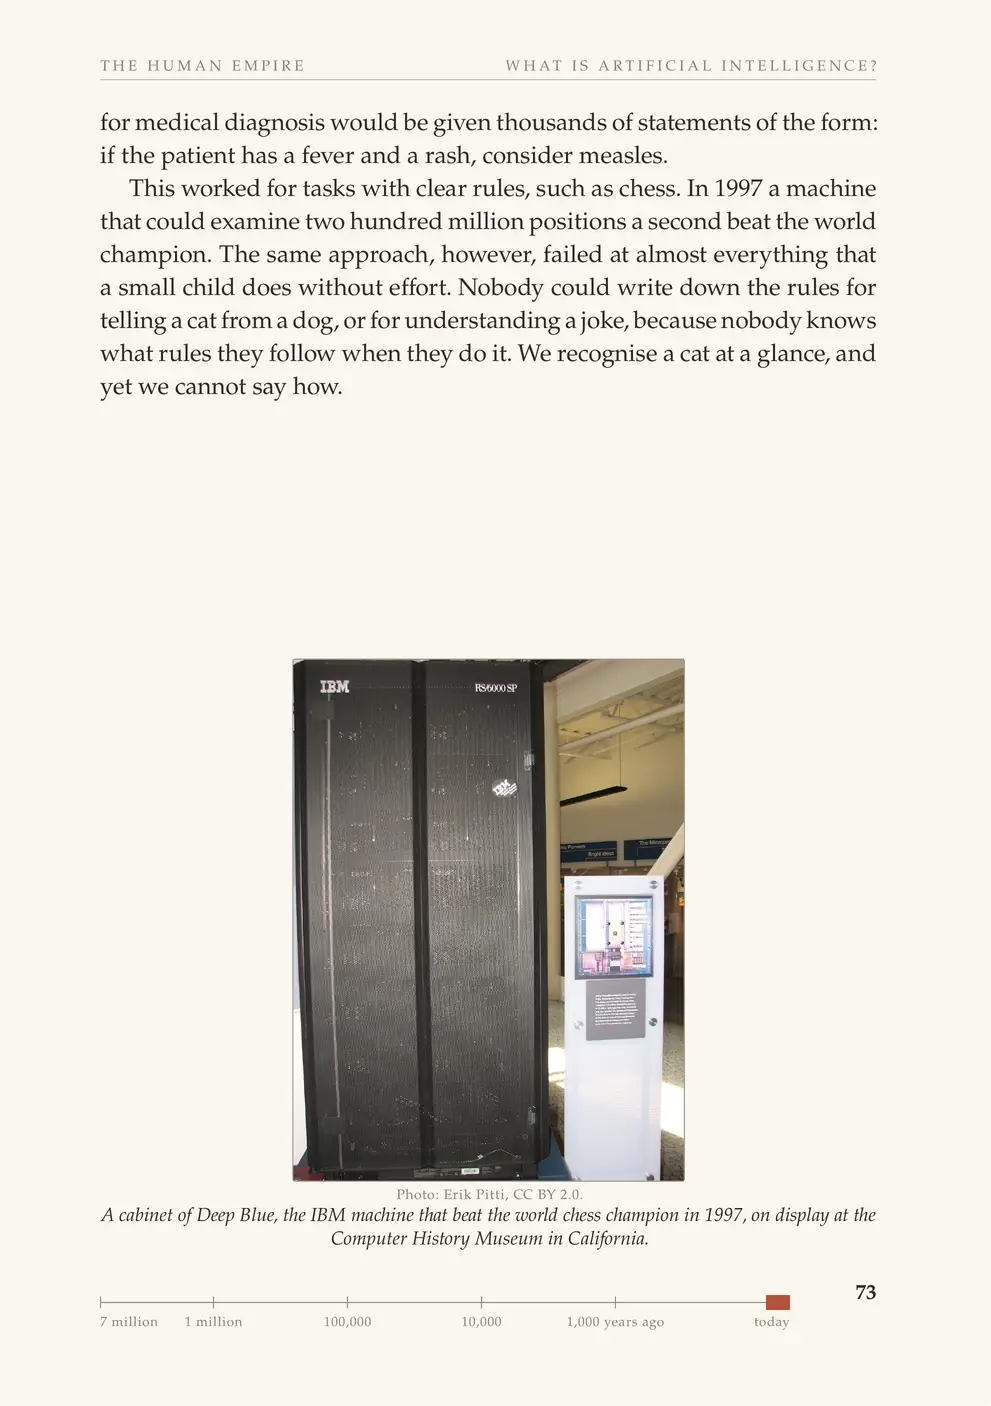 THE HUMAN EMPIRE
WHAT IS ARTIFICIAL INTELLIGENCE?
for medical diagnosis would be given thousands of statements of the form:
if the patient has a fever and a rash, consider measles.
This worked for tasks with clear rules, such as chess. In 1997 a machine
that could examine two hundred million positions a second beat the world
champion. The same approach, however, failed at almost everything that
a small child does without effort. Nobody could write down the rules for
telling a cat from a dog, or for understanding a joke, because nobody knows
what rules they follow when they do it. We recognise a cat at a glance, and
yet we cannot say how.
IBM
RS/6000 SP
IBM
Bright Ideas
Photo: Erik Pitti, CC BY 2.0.
A cabinet of Deep Blue, the IBM machine that beat the world chess champion in 1997, on display at the
Computer History Museum in California.
73
7 million
1 million
100,000
10,000
1,000 years ago
today